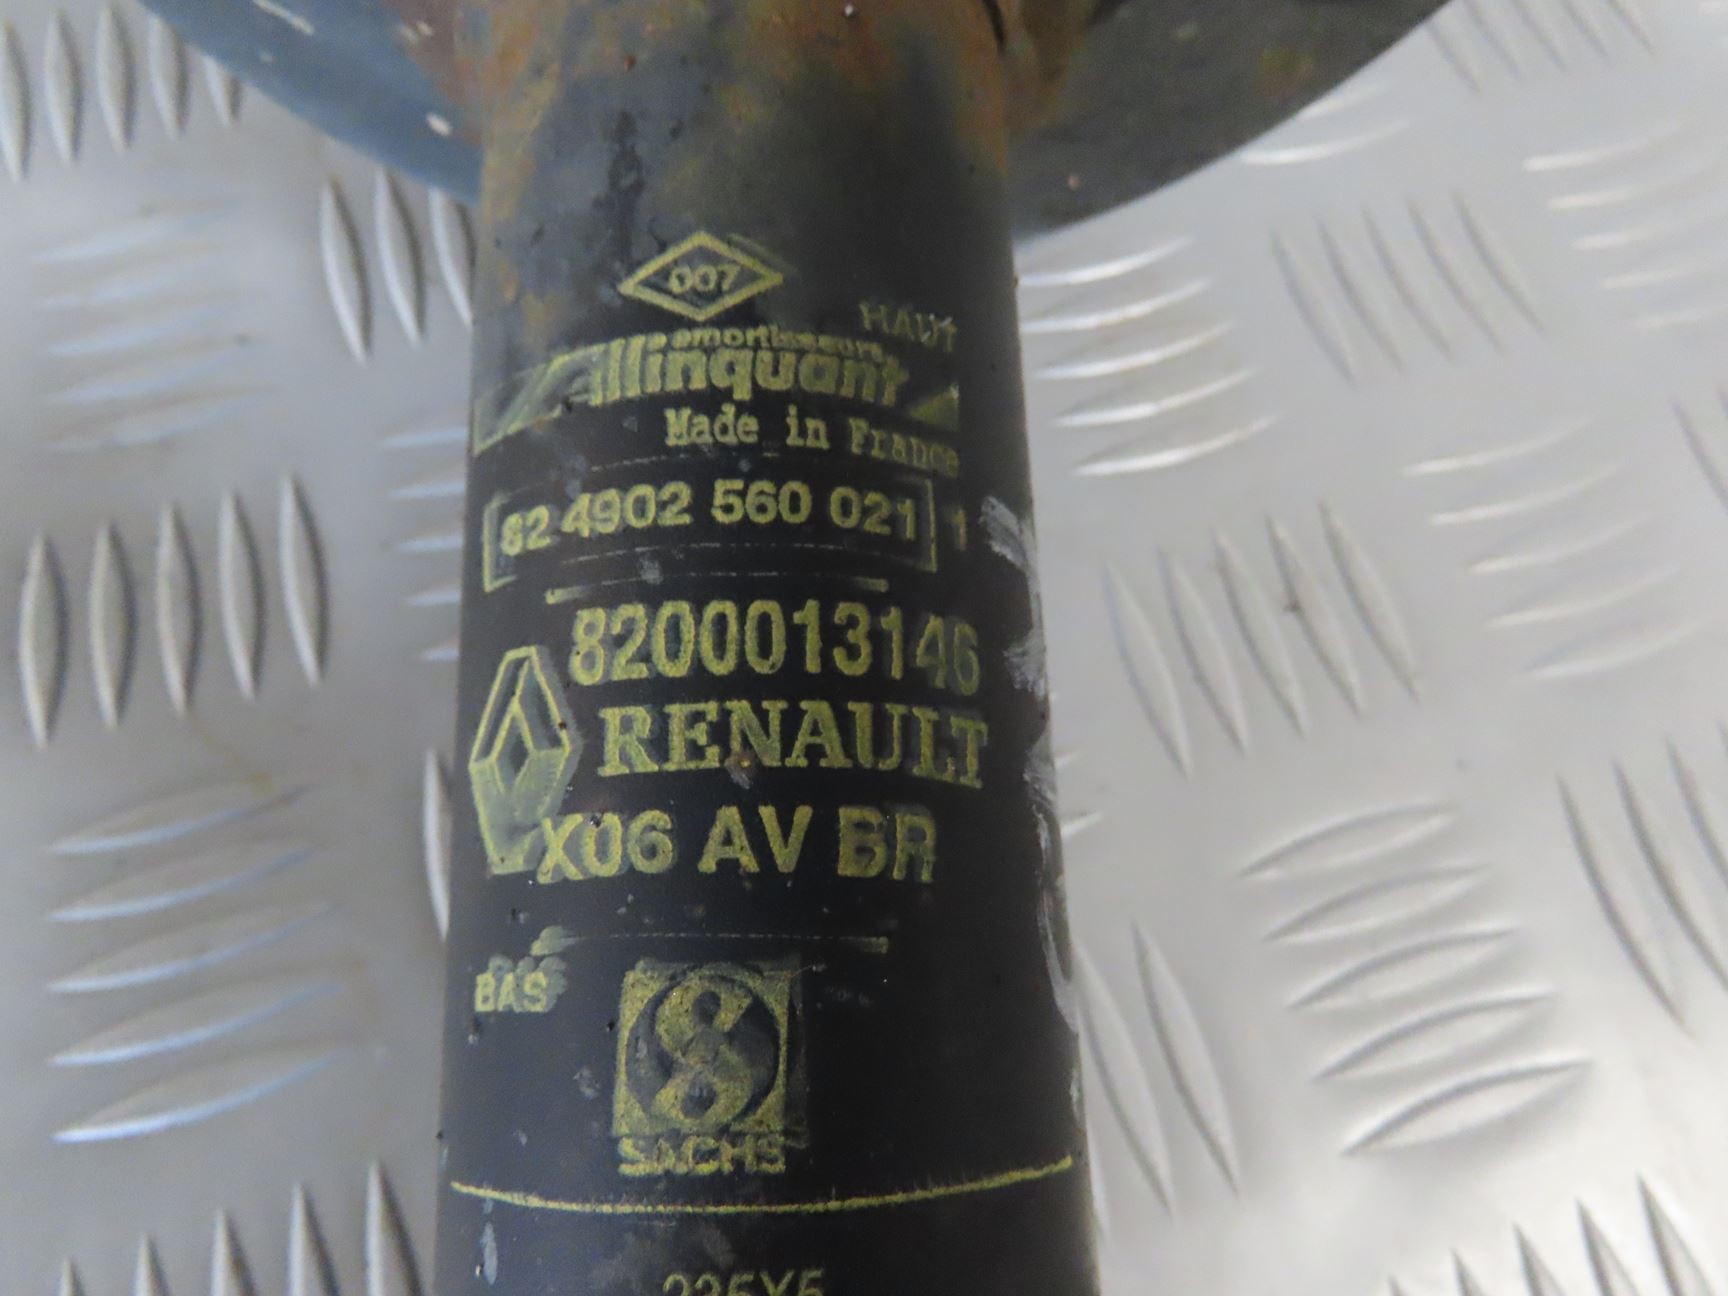 007
HAUT
amortisseurs
Allinquant
Made in France
82 4902 560 021 1
8200013146
RENAULT
X06 AV BR
BAS
S
SACHS